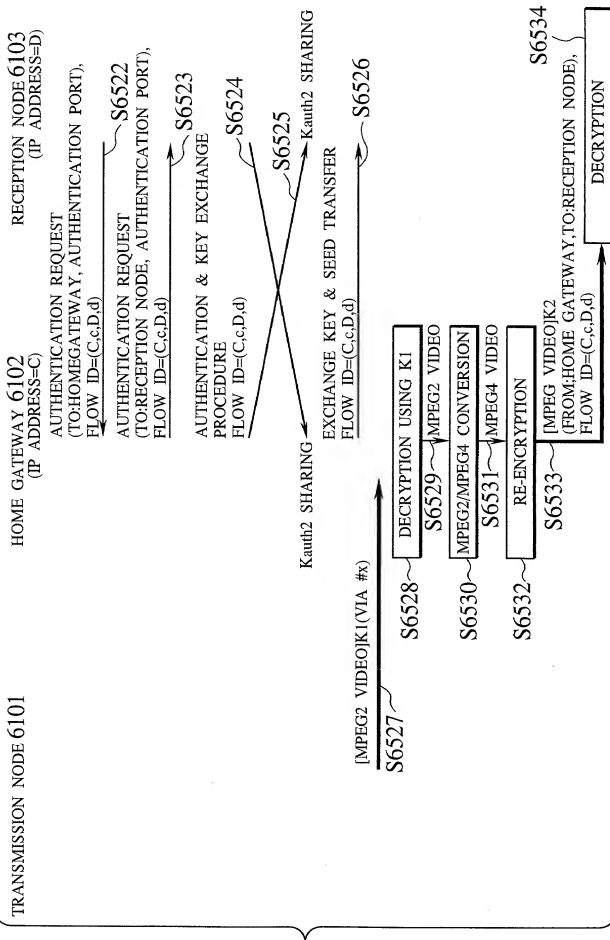 TRANSMISSION NODE 6101
HOME GATEWAY 6102
(IP ADDRESS=C)
RECEPTION NODE 6103
(IP ADDRESS=D)
AUTHENTICATION REQUEST
(TO:HOMEGATEWAY, AUTHENTICATION PORT),
FLOW ID=(C,c,D,d)
S6522
AUTHENTICATION REQUEST
(TO:RECEPTION NODE, AUTHENTICATION PORT),
FLOW ID=(C,c,D,d)
S6523
AUTHENTICATION & KEY EXCHANGE
PROCEDURE
FLOW ID=(C,c,D,d)
S6524
S6525
Kauth2 SHARING
Kauth2 SHARING
EXCHANGE KEY & SEED TRANSFER
FLOW ID=(C,c,D,d)
S6526
[MPEG2 VIDEO]K1(VIA #x)
S6527
S6528
DECRYPTION USING K1
S6529
MPEG2 VIDEO
S6530
MPEG2/MPEG4 CONVERSION
S6531
MPEG4 VIDEO
S6532
RE-ENCRYPTION
S6533
[MPEG VIDEO]K2
(FROM;HOME GATEWAY,TO:RECEPTION NODE),
FLOW ID=(C,c,D,d)
S6534
DECRYPTION